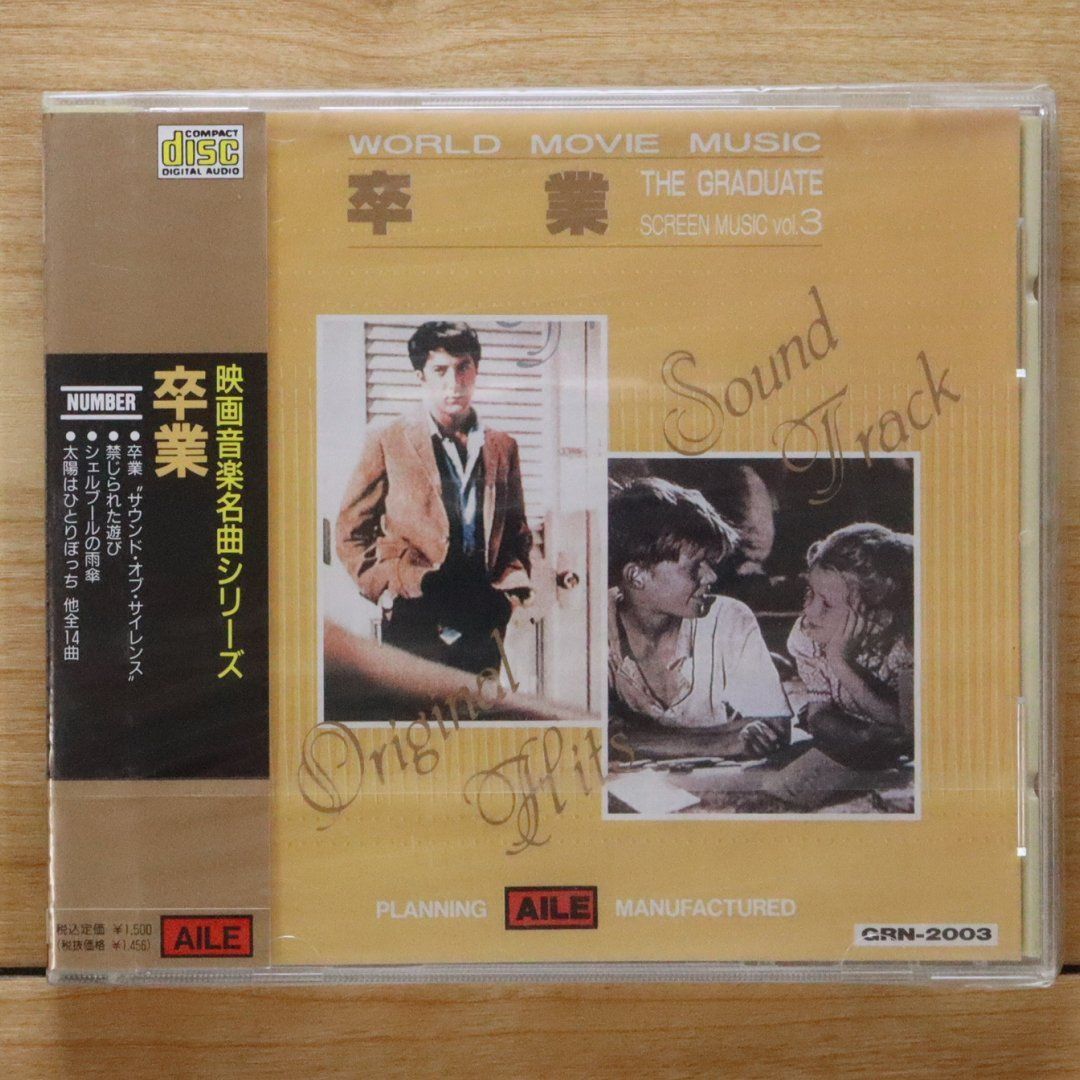 COMPACT
disc
DIGITAL AUDIO
WORLD MOVIE MUSIC
卒業
THE GRADUATE
SCREEN MUSIC vol.3
Sound
Track
Original
Hits
映画音楽名曲シリーズ
卒業
NUMBER
●卒業 "サウンド・オブ・サイレンス"
●禁じられた遊び
●シェルブールの雨傘
●太陽はひとりぼっち 他全14曲
税込定価 ¥1,500
(税抜価格 ¥1,456)
AILE
PLANNING AILE MANUFACTURED
GRN-2003